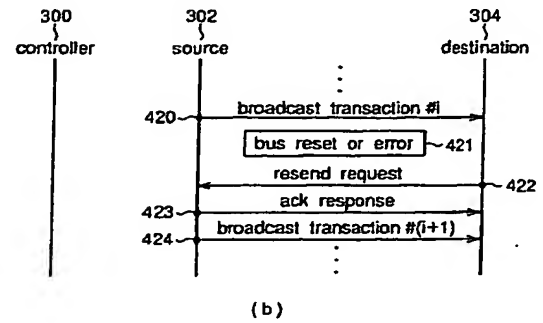 300 302 304
controller source destination
420 broadcast transaction #i
bus reset or error 421
resend request 422
423 ack response
424 broadcast transaction #(i+1)
(b)